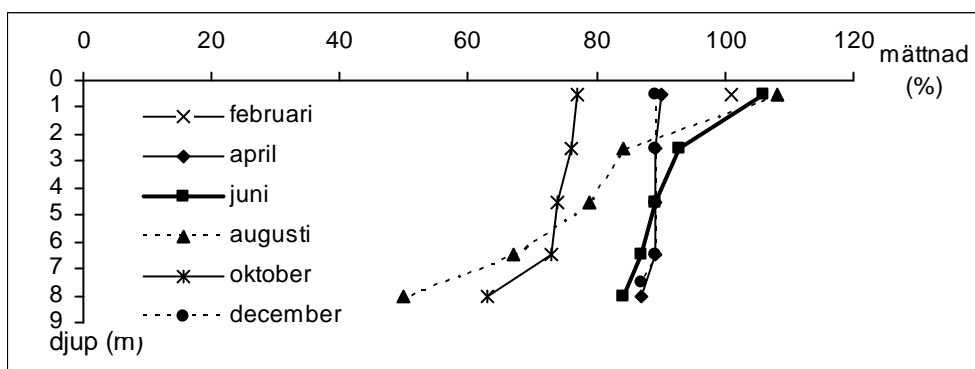 0 20 40 60 80 100 120
mättnad
(%)
0
1
2
3
4
5
6
7
8
9
februari
april
juni
augusti
oktober
december
djup (m)